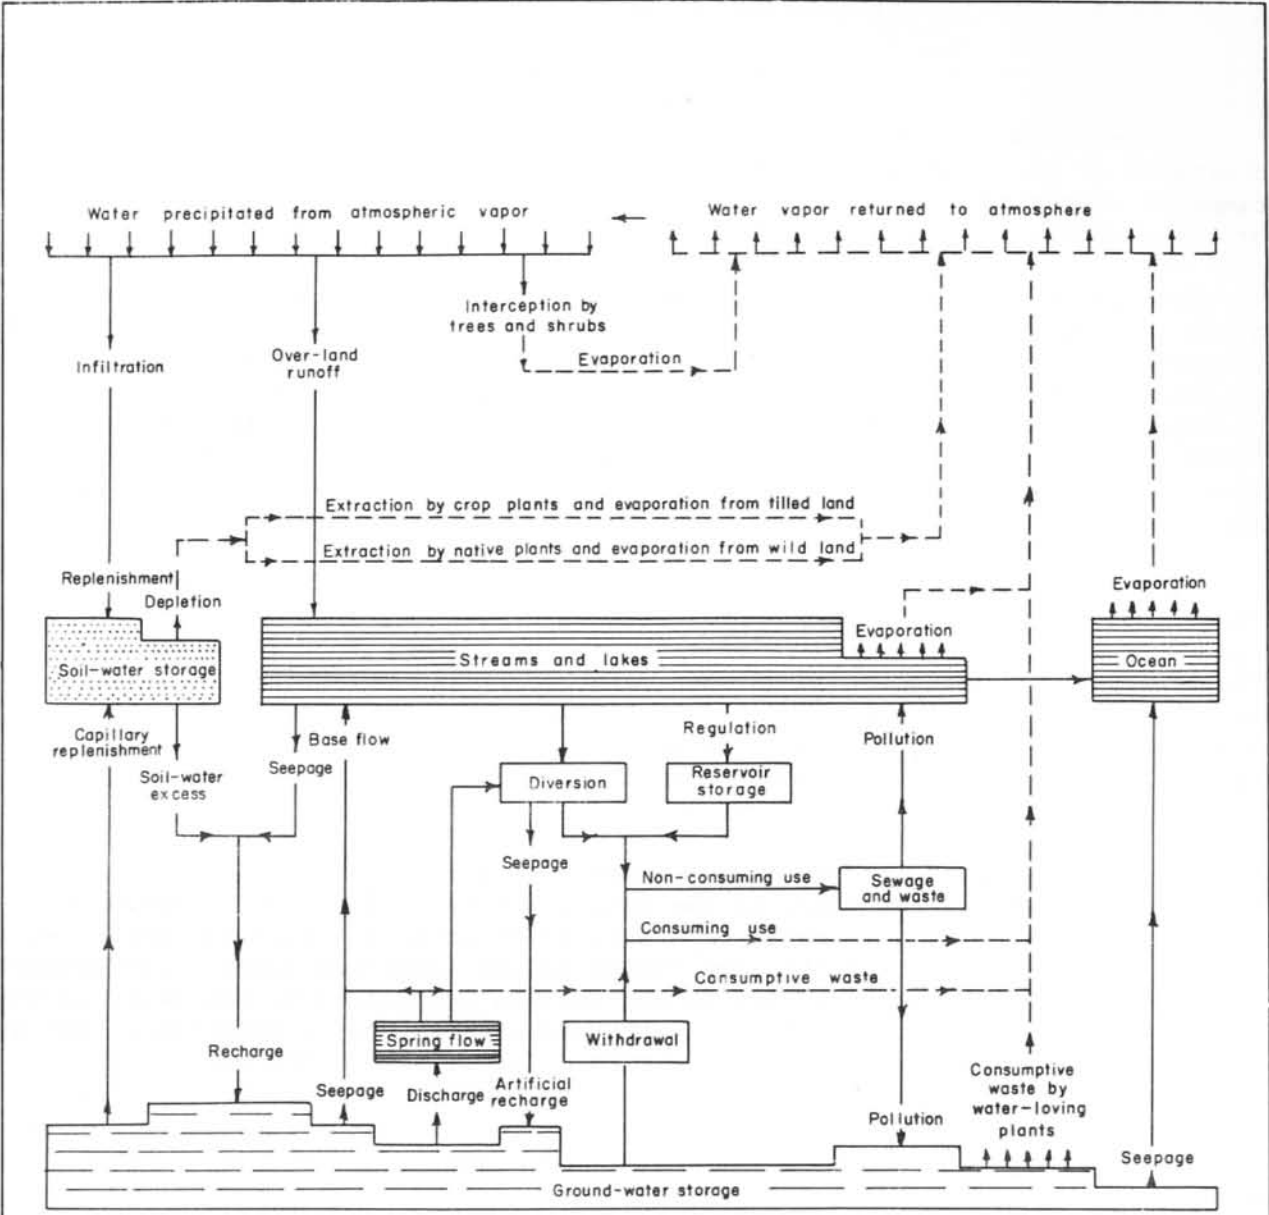 Water precipitated from atmospheric vapor
Water vapor returned to atmosphere
Interception by
trees and shrubs
Evaporation
Over-land
runoff
Infiltration
Extraction by crop plants and evaporation from tilled land
Extraction by native plants and evaporation from wild land
Replenishment
Depletion
Evaporation
Evaporation
Soil-water storage
Streams and lakes
Ocean
Capillary
replenishment
Soil-water
excess
Seepage
Base flow
Regulation
Pollution
Diversion
Reservoir
storage
Seepage
Non-consuming use
Sewage
and waste
Consuming use
Consumptive waste
Spring flow
Withdrawal
Recharge
Seepage
Discharge
Artificial
recharge
Pollution
Consumptive
waste by
water-loving
plants
Seepage
Ground-water storage